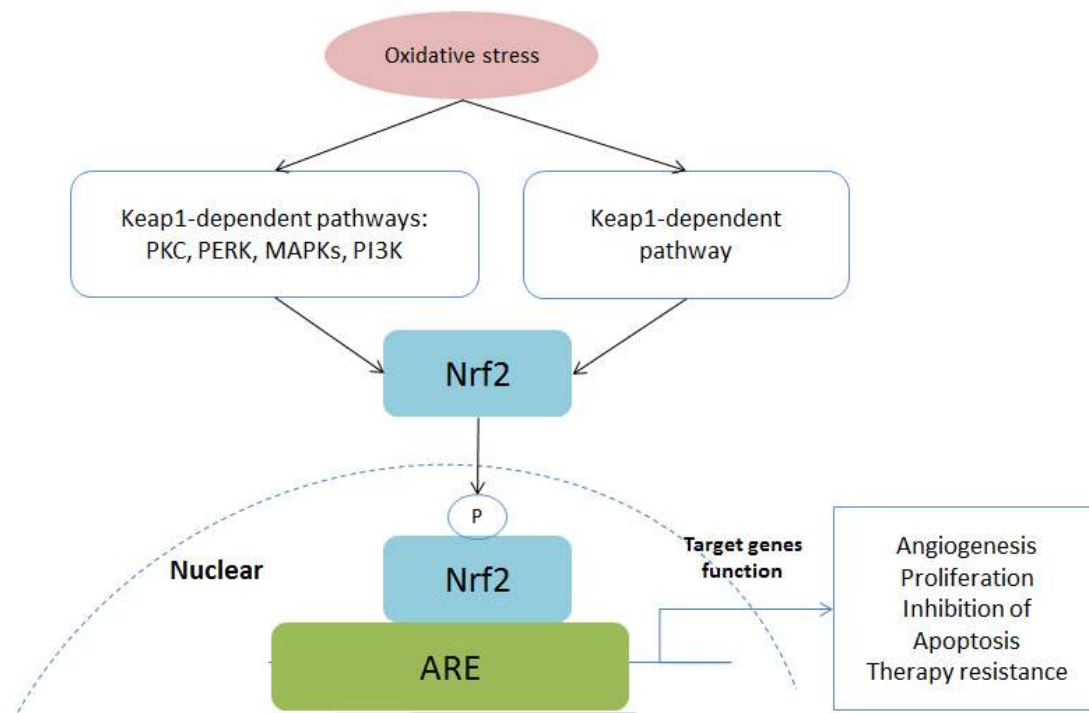 Oxidative stress
Keap1-dependent pathways:
PKC, PERK, MAPKs, PI3K
Keap1-dependent
pathway
Nrf2
P
Nuclear
Nrf2
Target genes
function
Angiogenesis
Proliferation
Inhibition of
Apoptosis
Therapy resistance
ARE